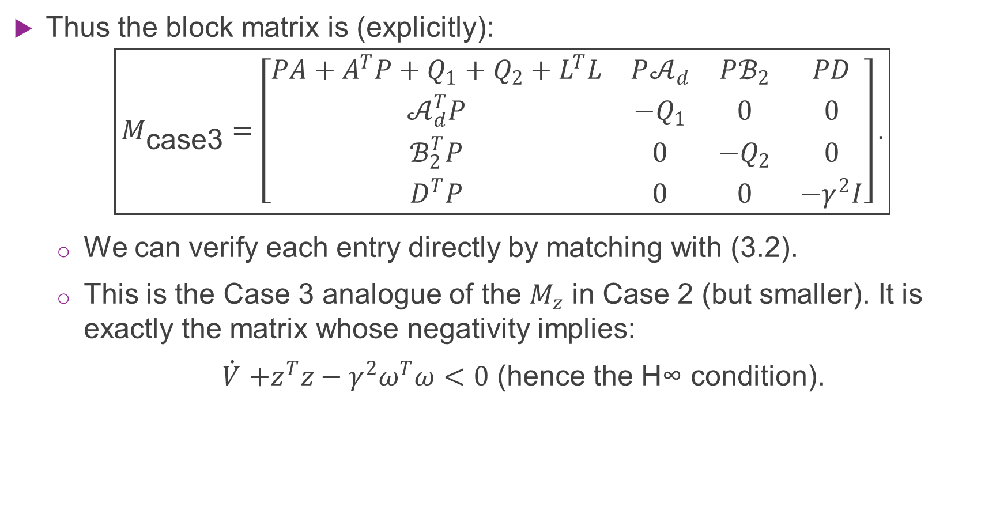 ▶ Thus the block matrix is (explicitly):
$M_{\text{case3}} = \begin{bmatrix} PA + A^T P + Q_1 + Q_2 + L^T L & P\mathcal{A}_d & P\mathcal{B}_2 & PD \\ \mathcal{A}_d^T P & -Q_1 & 0 & 0 \\ \mathcal{B}_2^T P & 0 & -Q_2 & 0 \\ D^T P & 0 & 0 & -\gamma^2 I \end{bmatrix}.$
○ We can verify each entry directly by matching with (3.2).
○ This is the Case 3 analogue of the $M_z$ in Case 2 (but smaller). It is
exactly the matrix whose negativity implies:
$\dot{V} + z^T z - \gamma^2 \omega^T \omega < 0$ (hence the H∞ condition).